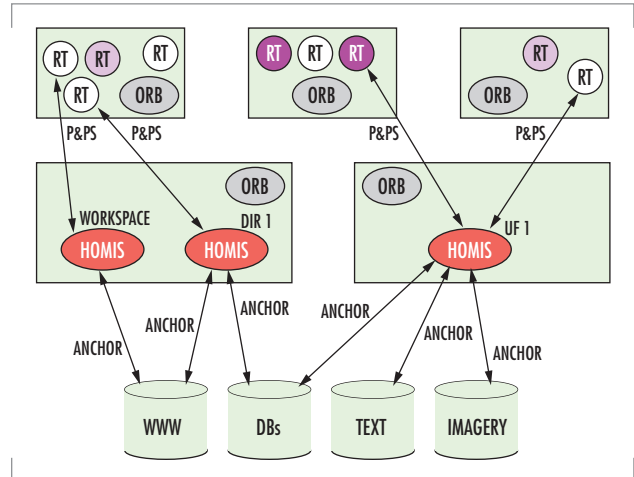 RT RT RT
RT ORB
RT RT RT
ORB
RT
ORB RT
P&PS P&PS P&PS P&PS
ORB ORB
WORKSPACE DIR 1 UF 1
HOMIS HOMIS HOMIS
ANCHOR ANCHOR ANCHOR ANCHOR ANCHOR ANCHOR
WWW DBs TEXT IMAGERY